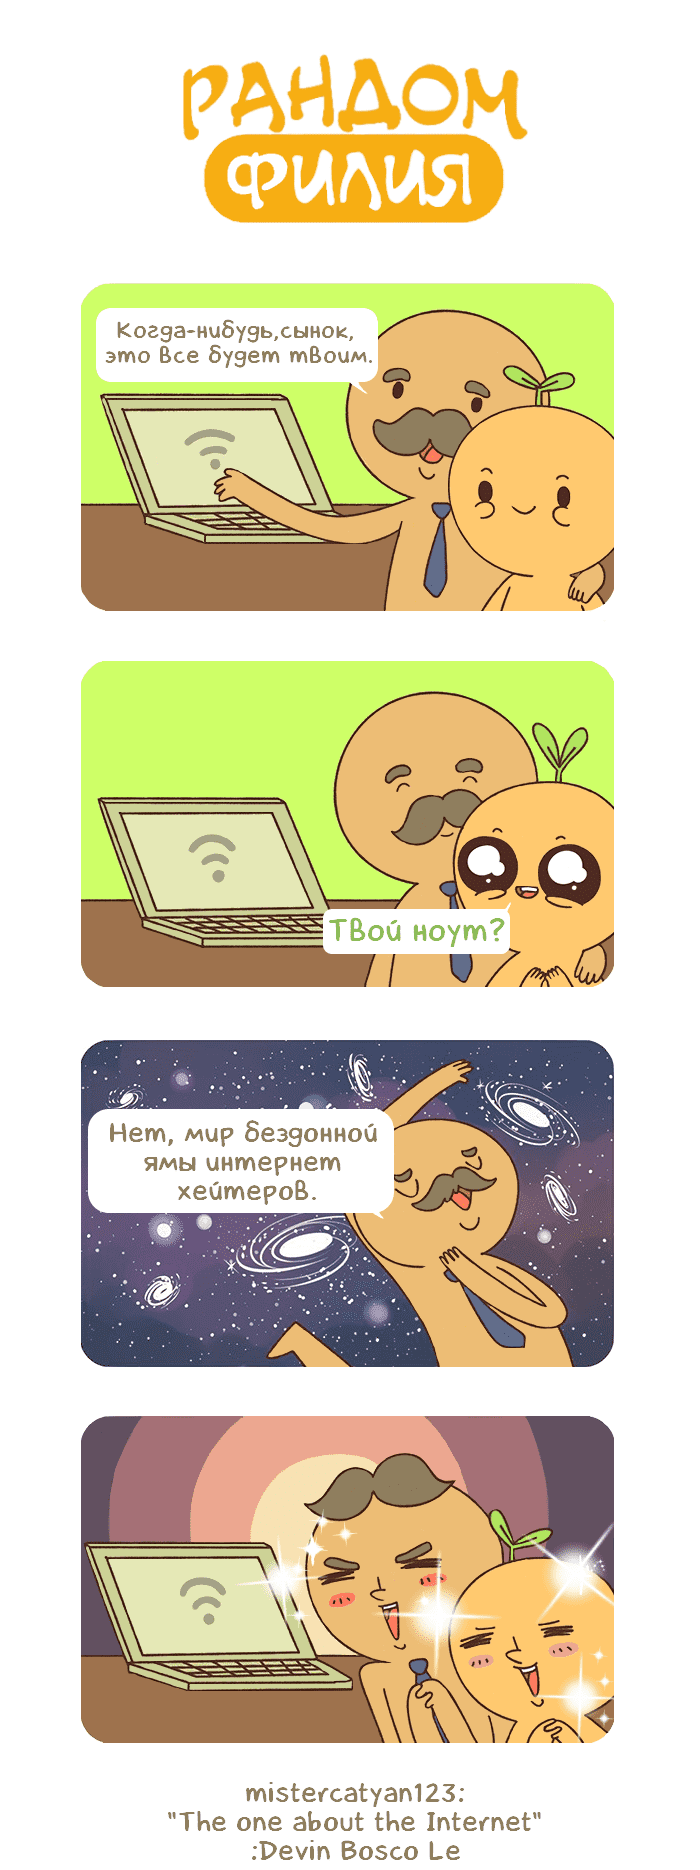 РАНДОМ
ФИЛИЯ
Когда-нибудь,сынок,
это все будет твоим.
Твой ноут?
Нет, мир бездонной
ямы интернет
хейтеров.
mistercatyan123:
"The one about the Internet"
:Devin Bosco Le